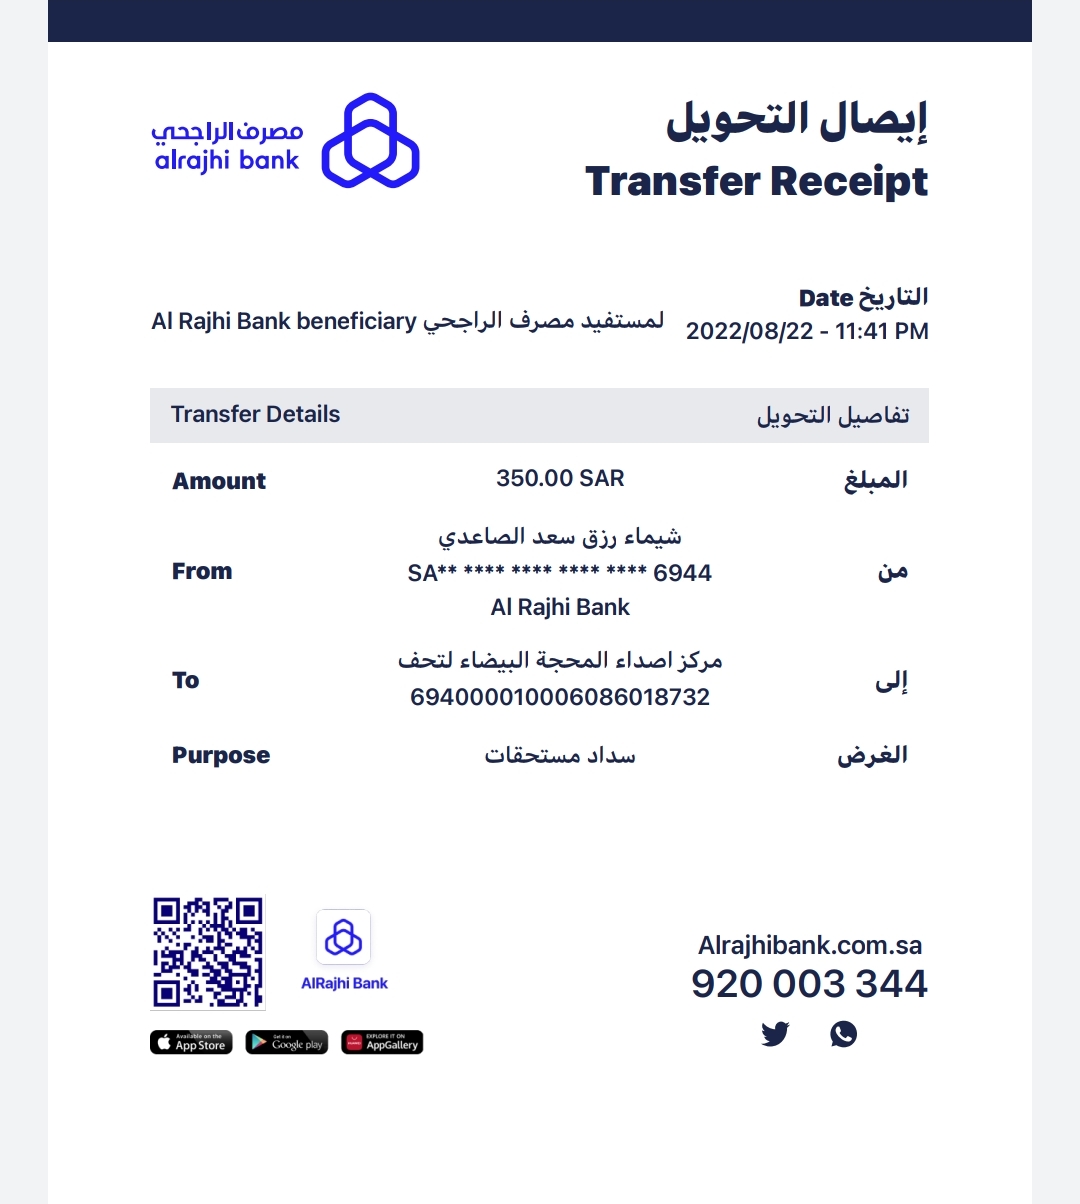 إيصال التحويل
Transfer Receipt
مصرف الراجحي
alrajhi bank
التاريخ Date
2022/08/22 - 11:41 PM
لمستفيد مصرف الراجحي Al Rajhi Bank beneficiary
Transfer Details تفاصيل التحويل
Amount 350.00 SAR المبلغ
شيماء رزق سعد الصاعدي
From SA** **** **** **** **** 6944 من
Al Rajhi Bank
مركز اصداء المحجة البيضاء لتحف
To 694000010006086018732 إلى
Purpose سداد مستحقات الغرض
AlRajhi Bank
Alrajhibank.com.sa
920 003 344
Available on the App Store
Get it on Google play
EXPLORE IT ON AppGallery